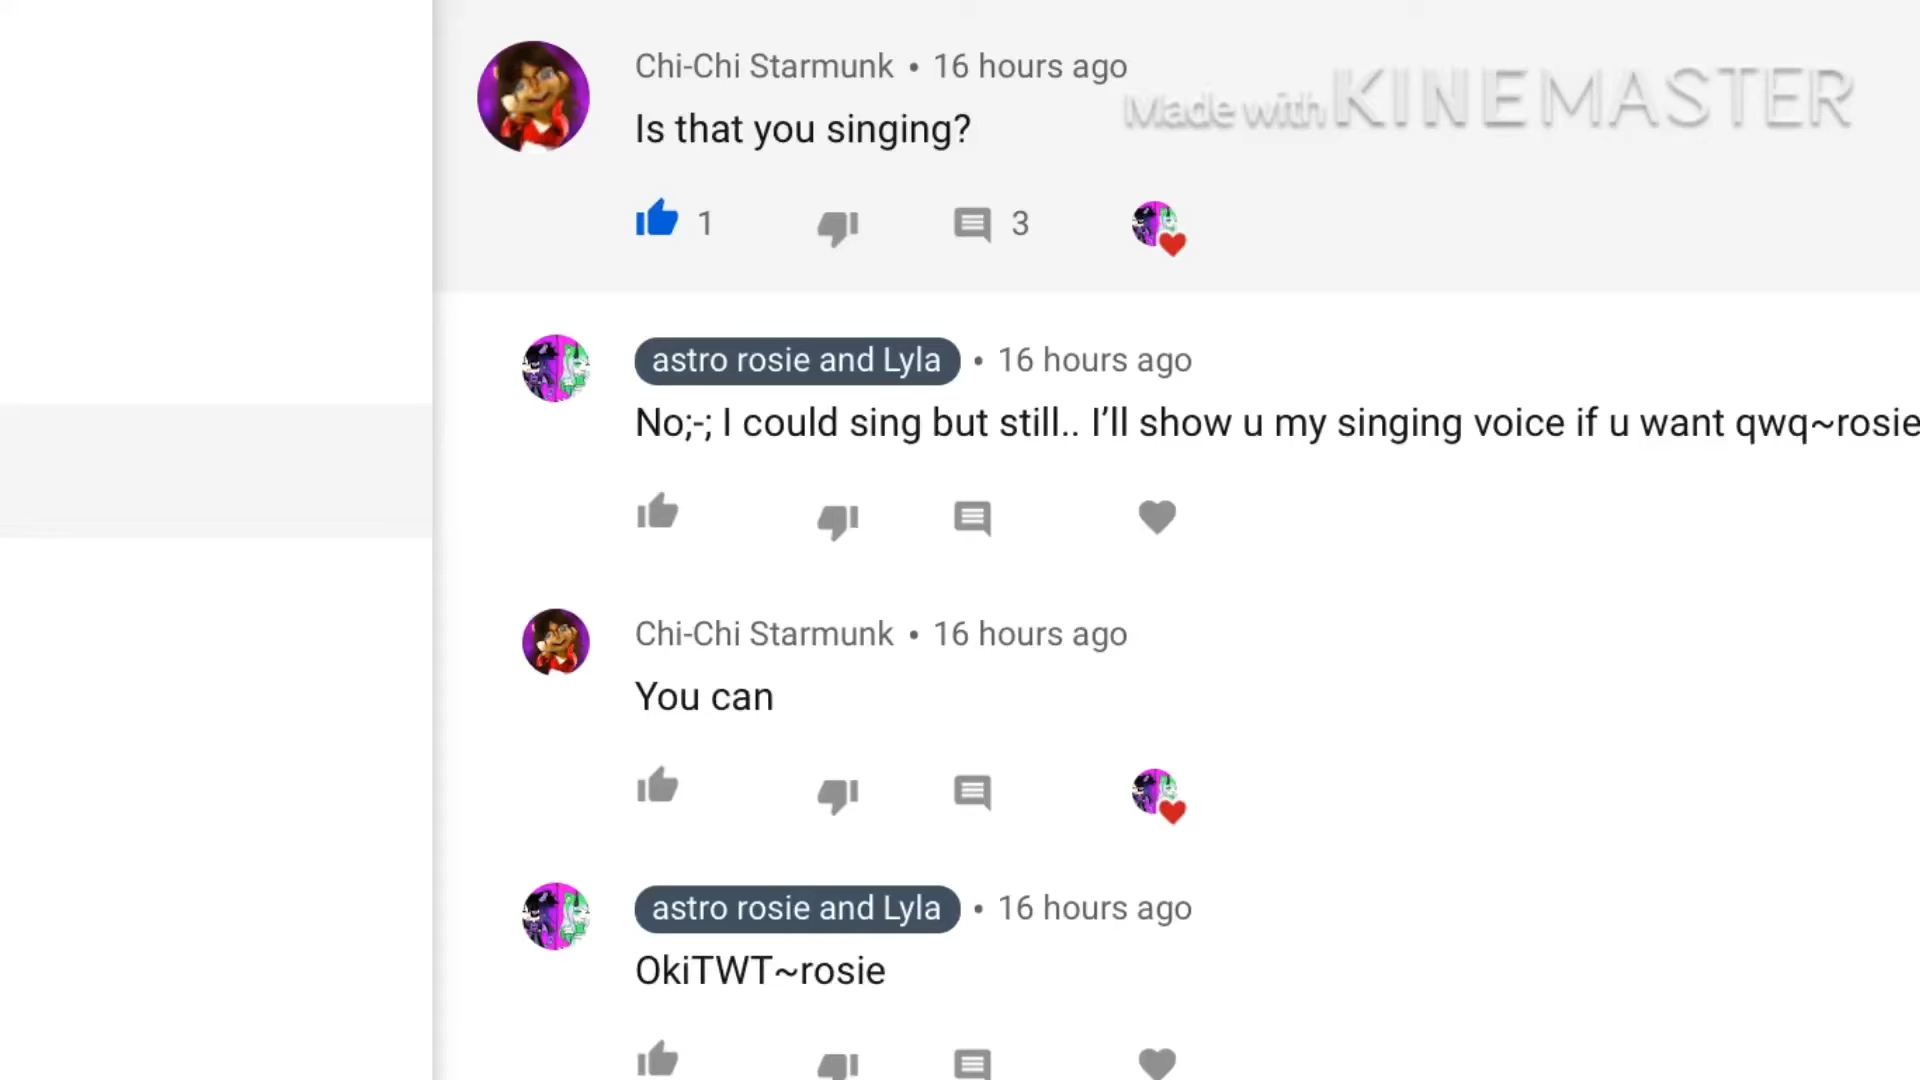 Chi-Chi Starmunk • 16 hours ago
Made with KINEMASTER
Is that you singing?
1
3
astro rosie and Lyla • 16 hours ago
No;-; I could sing but still.. I’ll show u my singing voice if u want qwq~rosie
Chi-Chi Starmunk • 16 hours ago
You can
astro rosie and Lyla • 16 hours ago
OkiTWT~rosie